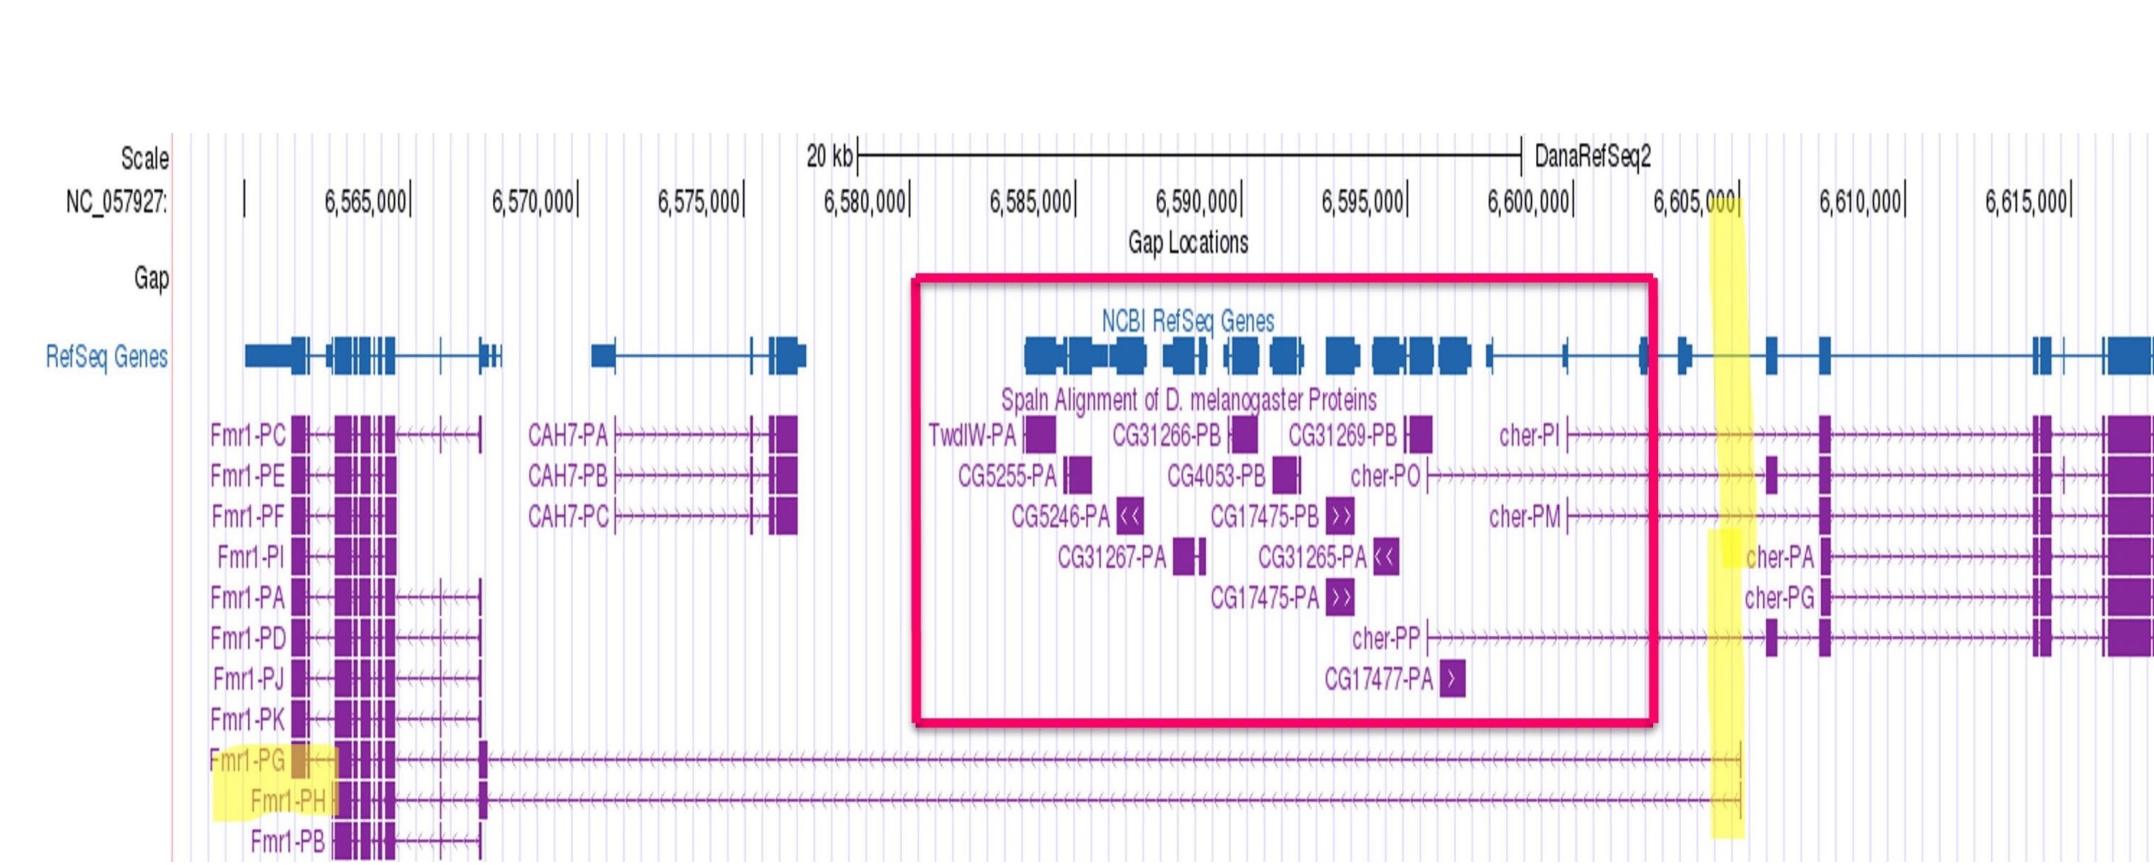 Scale 20 kb DanaRefSeq2
NC_057927: 6,565,000 6,570,000 6,575,000 6,580,000 6,585,000 6,590,000 6,595,000 6,600,000 6,605,000 6,610,000 6,615,000
Gap Locations
Gap
NCBI RefSeq Genes
RefSeq Genes
Spaln Alignment of D. melanogaster Proteins
Fmr1-PC CAH7-PA TwdlW-PA CG31266-PB CG31269-PB cher-PI
Fmr1-PE CAH7-PB CG5255-PA CG4053-PB cher-PO
Fmr1-PF CAH7-PC CG5246-PA CG17475-PB cher-PM
Fmr1-PI CG31267-PA CG31265-PA cher-PA
Fmr1-PA CG17475-PA cher-PG
Fmr1-PD cher-PP
Fmr1-PJ CG17477-PA
Fmr1-PK
Fmr1-PG
Fmr1-PH
Fmr1-PB